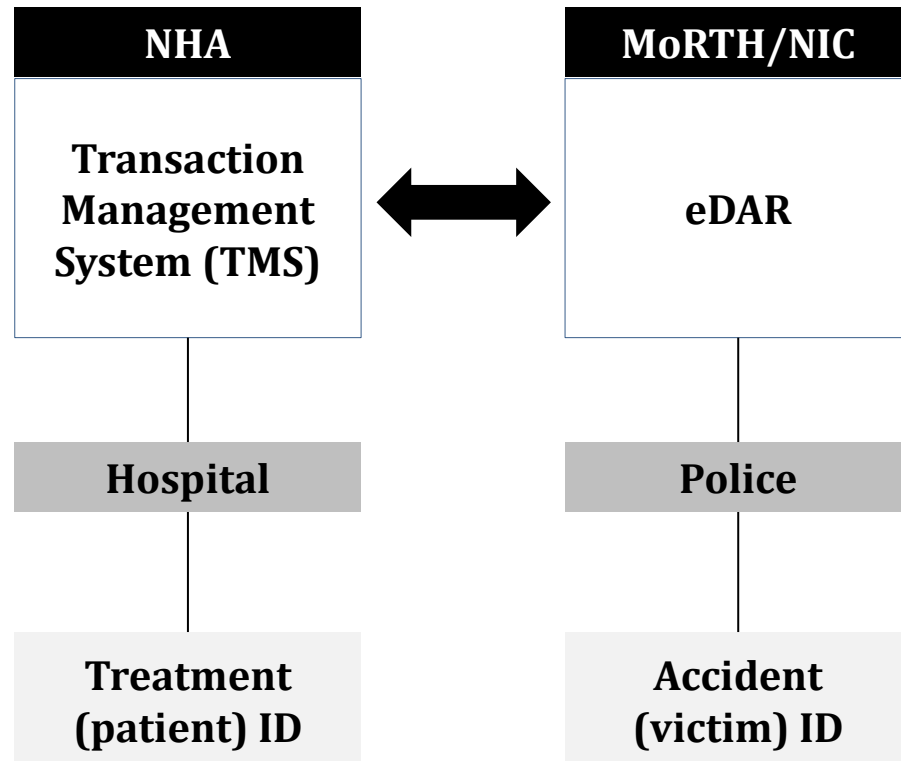 NHA
Transaction
Management
System (TMS)
Hospital
Treatment
(patient) ID
MoRTH/NIC
eDAR
Police
Accident
(victim) ID